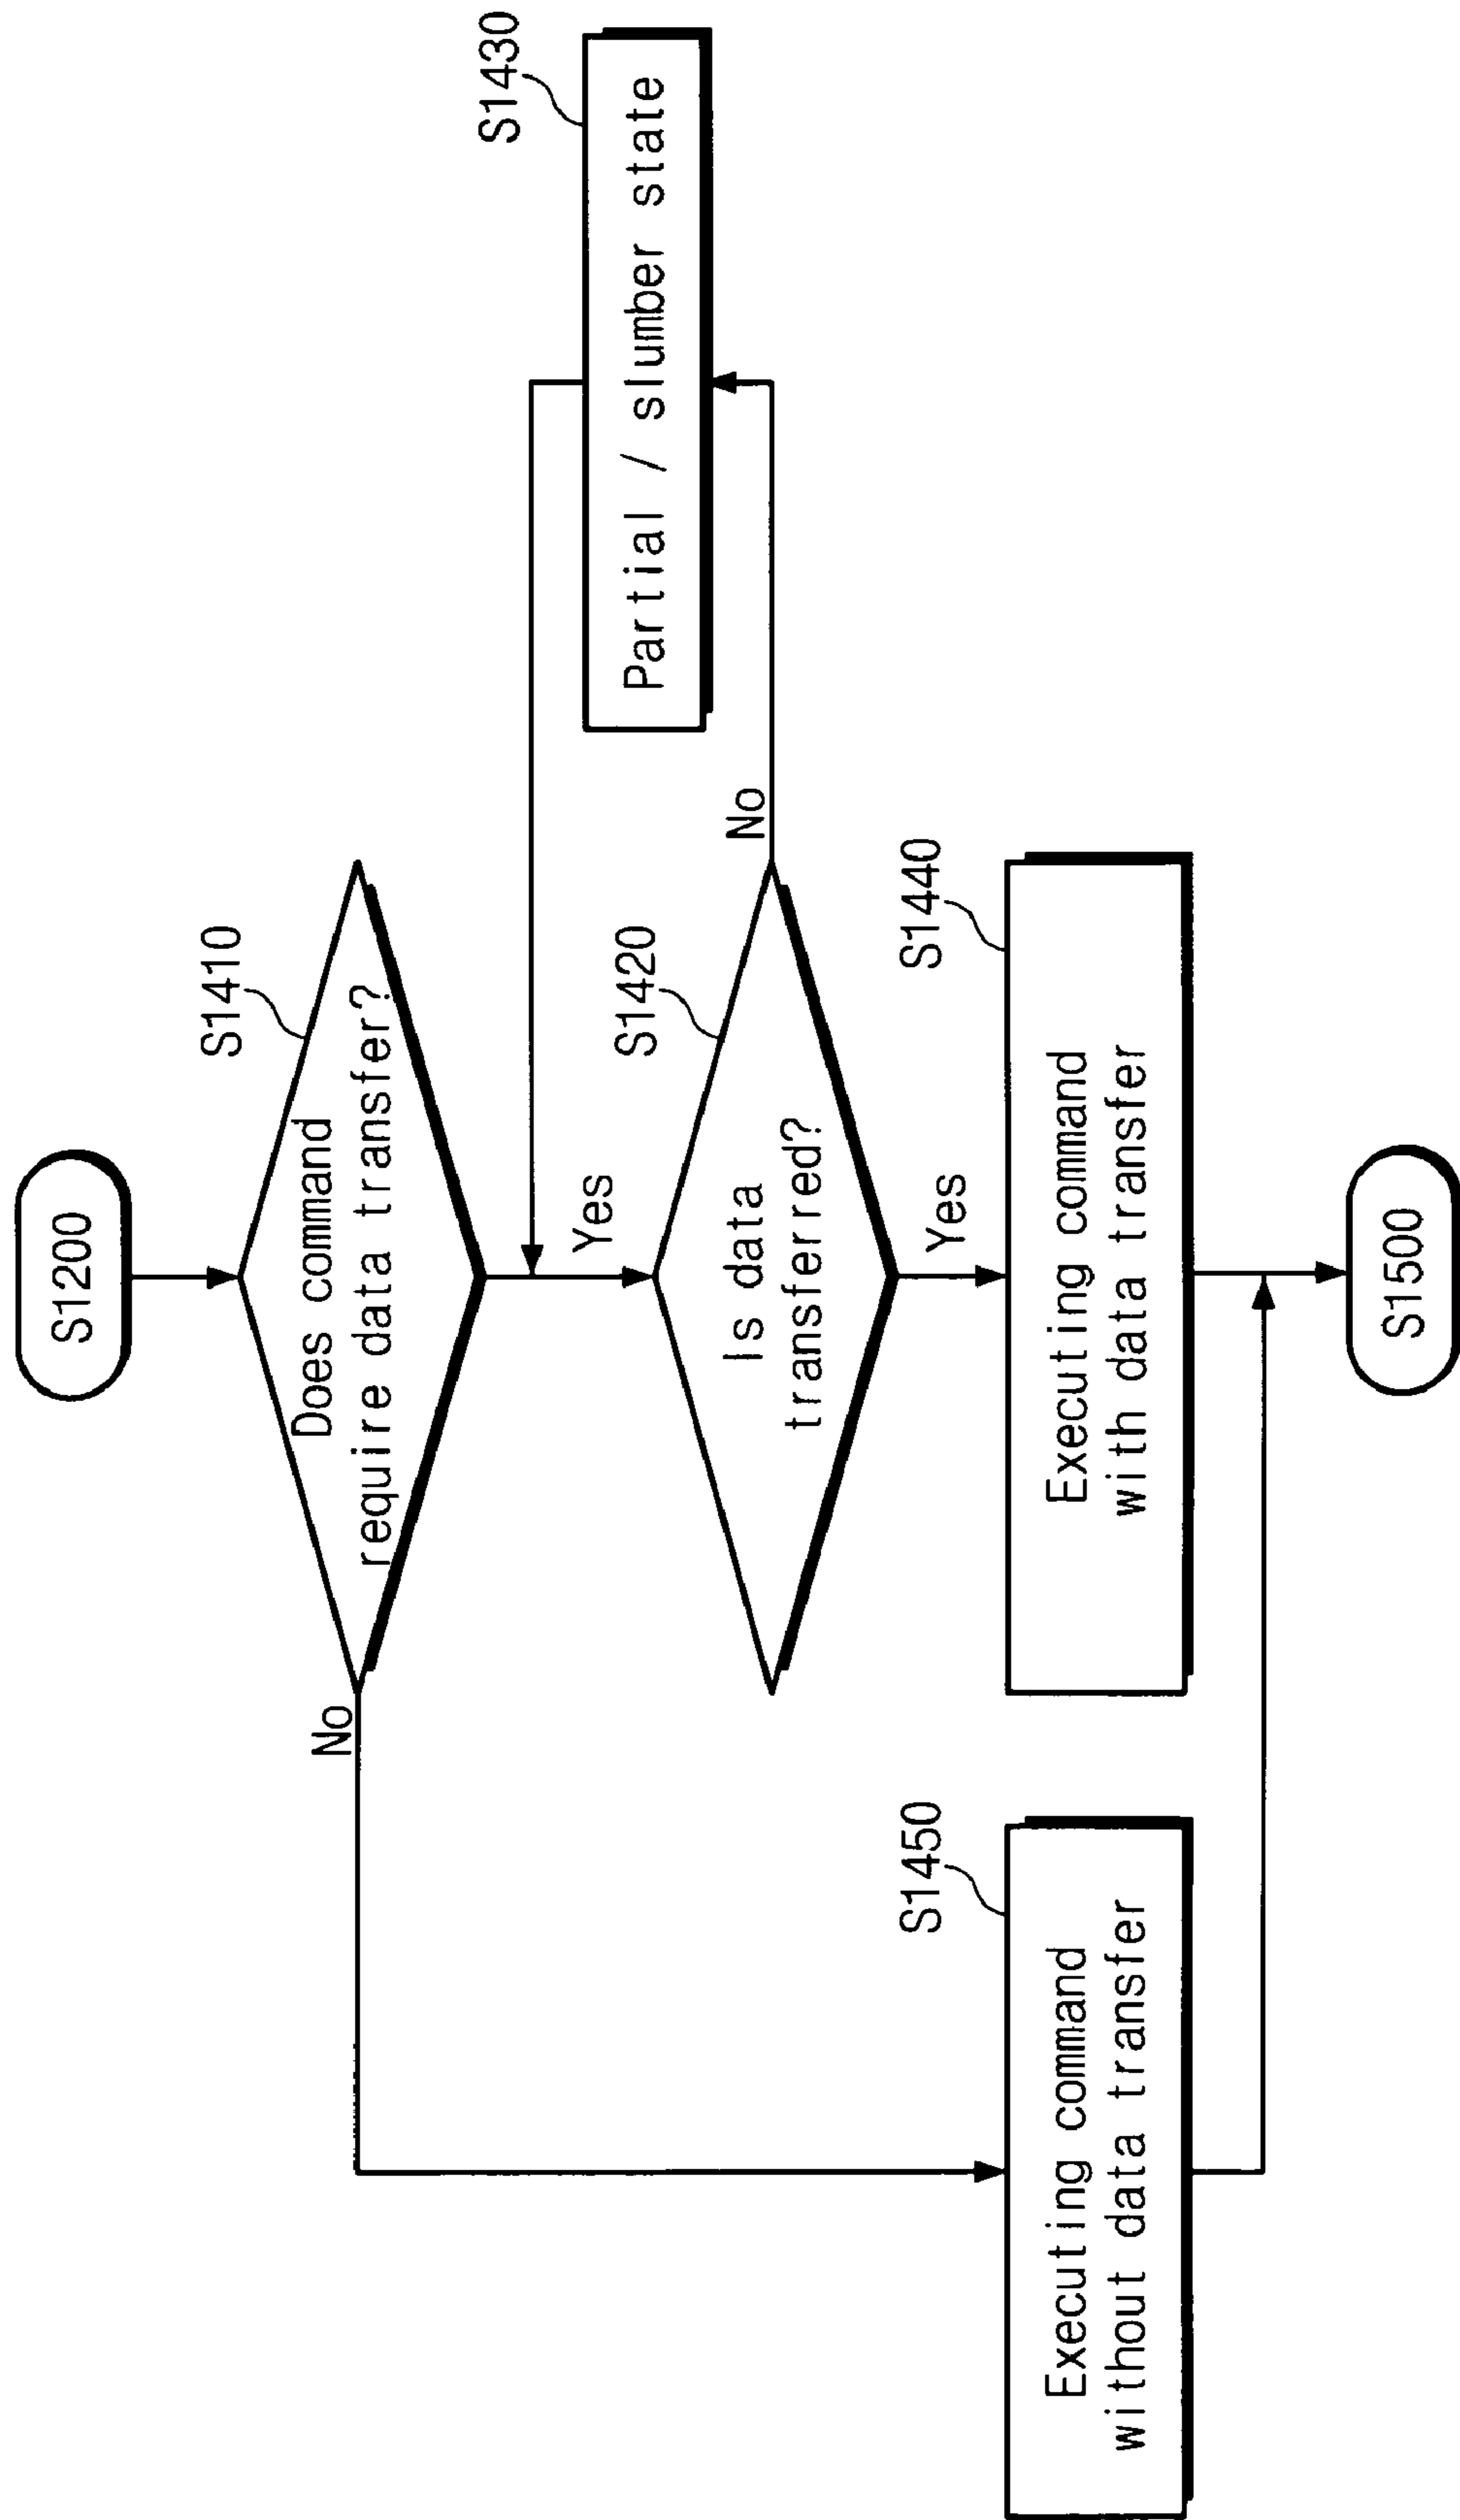 S1200
S1410
Does command
require data transfer?
No
Yes
S1420
Is data
transferred?
No
S1430
Partial / slumber state
Yes
S1440
Executing command
with data transfer
S1450
Executing command
without data transfer
S1500